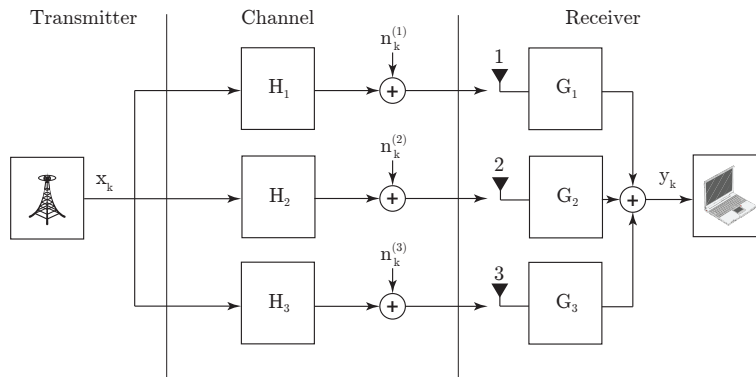 Transmitter Channel Receiver
n_k^(1)
1
H_1 + G_1
n_k^(2)
2
x_k H_2 + G_2 + y_k
n_k^(3)
3
H_3 + G_3